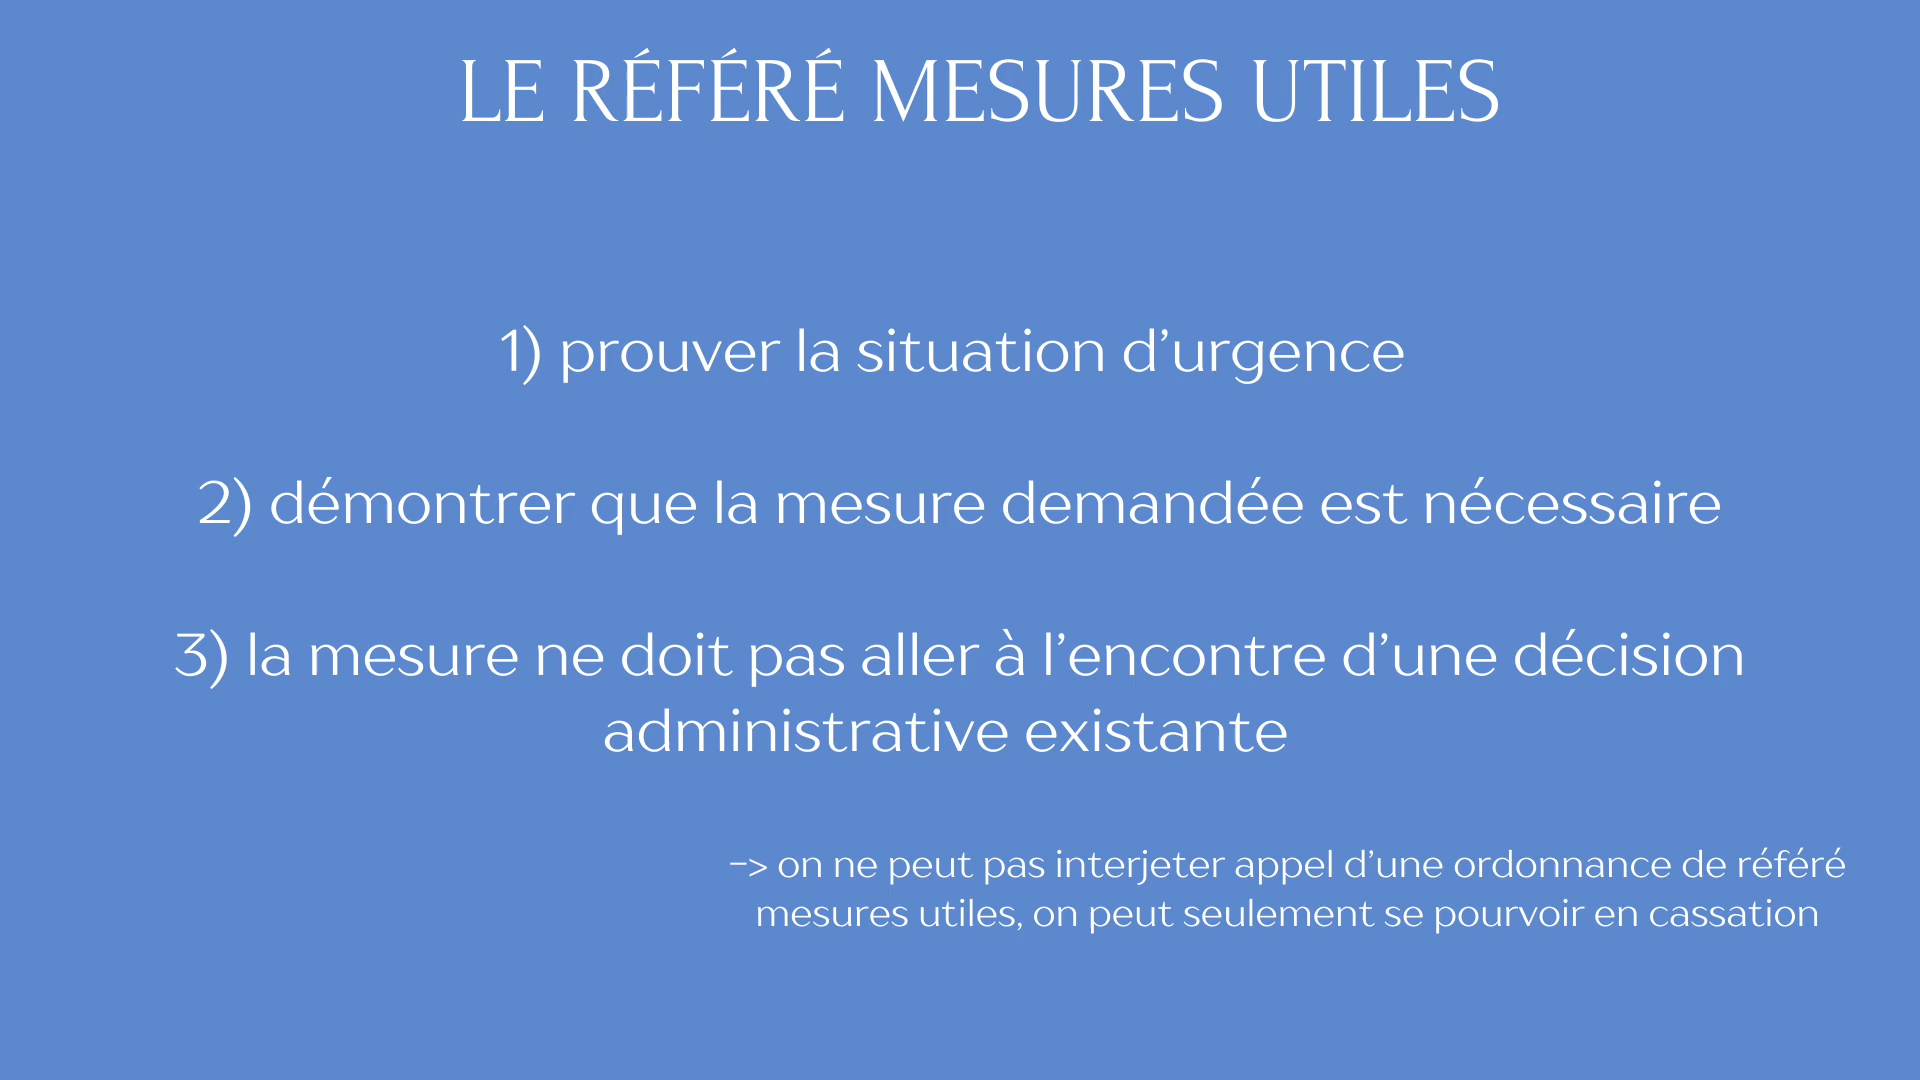 LE RÉFÉRÉ MESURES UTILES
1) prouver la situation d’urgence
2) démontrer que la mesure demandée est nécessaire
3) la mesure ne doit pas aller à l’encontre d’une décision
administrative existante
–> on ne peut pas interjeter appel d’une ordonnance de référé
mesures utiles, on peut seulement se pourvoir en cassation